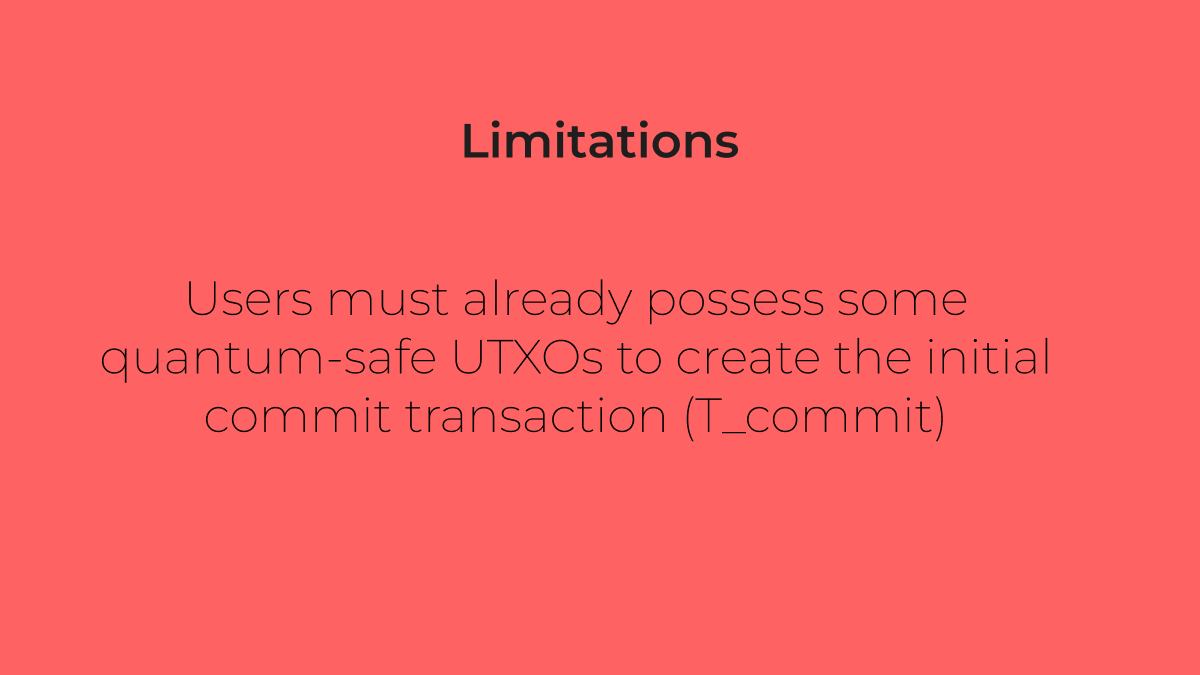 Limitations
Users must already possess some
quantum-safe UTXOs to create the initial
commit transaction (T_commit)